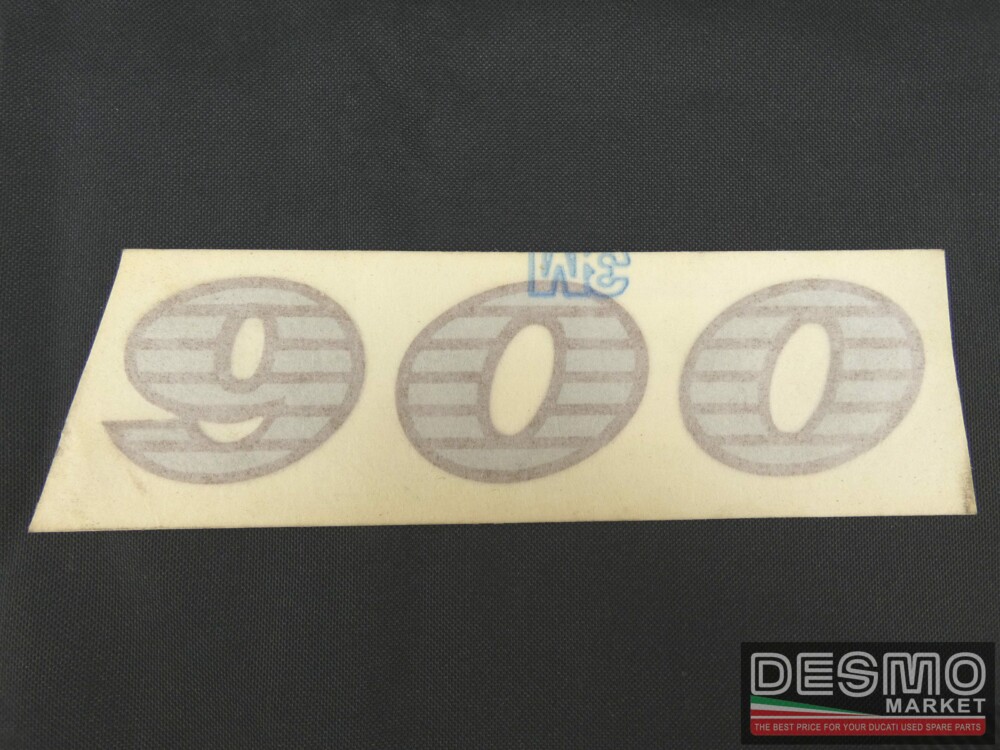 3M
900
DESMO
MARKET
THE BEST PRICE FOR YOUR DUCATI USED SPARE PARTS